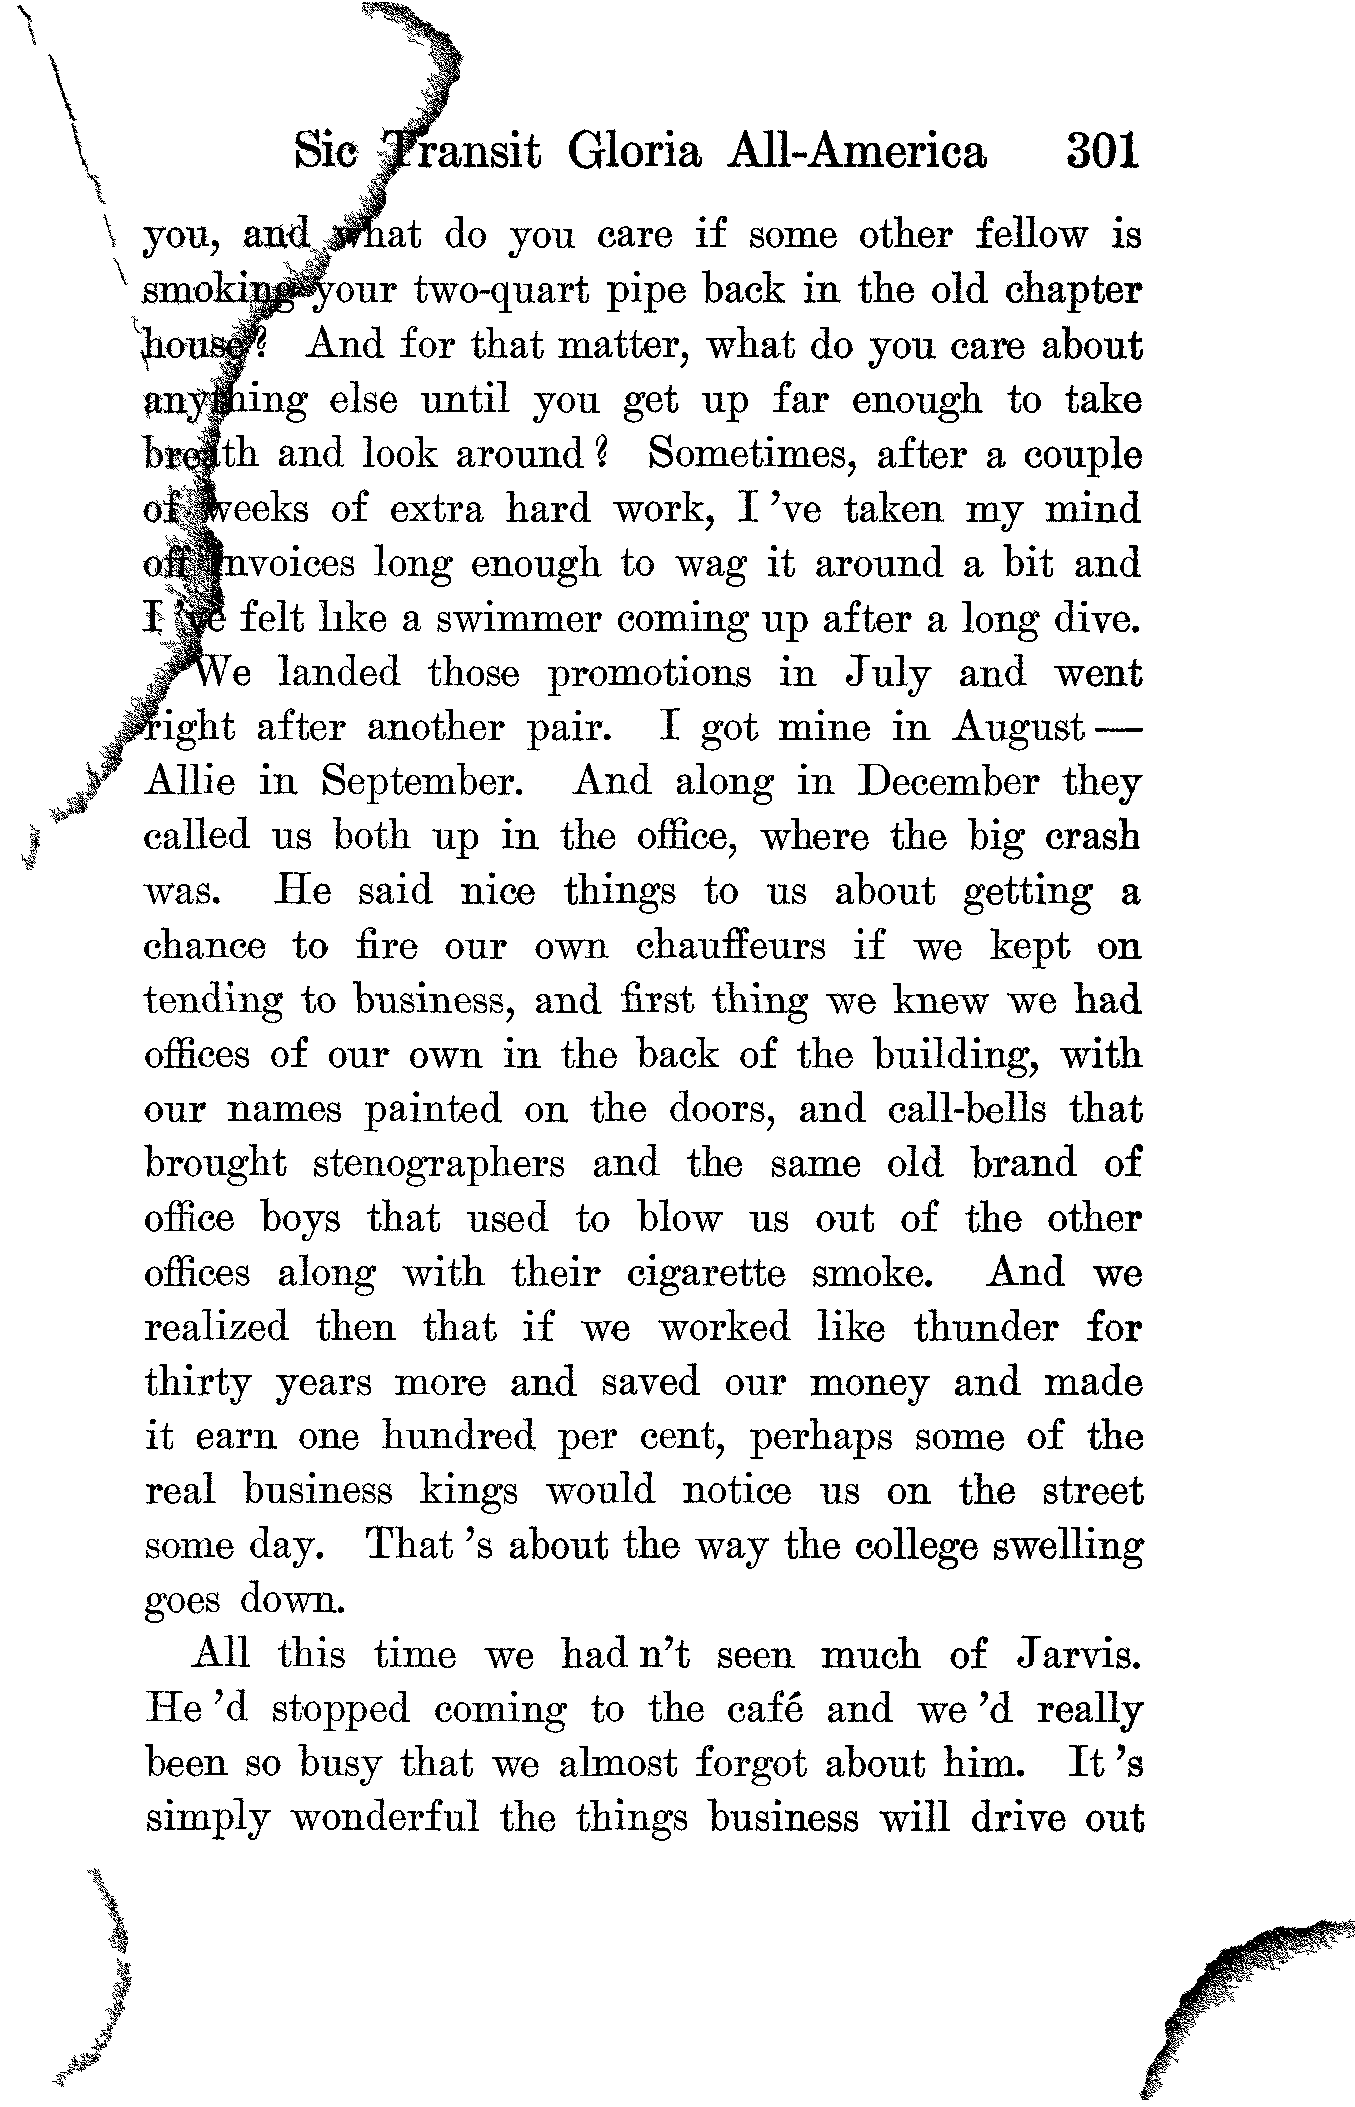 Sic Transit Gloria All-America 301
you, and what do you care if some other fellow is
smoking your two-quart pipe back in the old chapter
house? And for that matter, what do you care about
anything else until you get up far enough to take
breath and look around? Sometimes, after a couple
of weeks of extra hard work, I 've taken my mind
off invoices long enough to wag it around a bit and
I 've felt like a swimmer coming up after a long dive.
We landed those promotions in July and went
right after another pair. I got mine in August—
Allie in September. And along in December they
called us both up in the office, where the big crash
was. He said nice things to us about getting a
chance to fire our own chauffeurs if we kept on
tending to business, and first thing we knew we had
offices of our own in the back of the building, with
our names painted on the doors, and call-bells that
brought stenographers and the same old brand of
office boys that used to blow us out of the other
offices along with their cigarette smoke. And we
realized then that if we worked like thunder for
thirty years more and saved our money and made
it earn one hundred per cent, perhaps some of the
real business kings would notice us on the street
some day. That 's about the way the college swelling
goes down.
All this time we had n't seen much of Jarvis.
He 'd stopped coming to the café and we 'd really
been so busy that we almost forgot about him. It 's
simply wonderful the things business will drive out